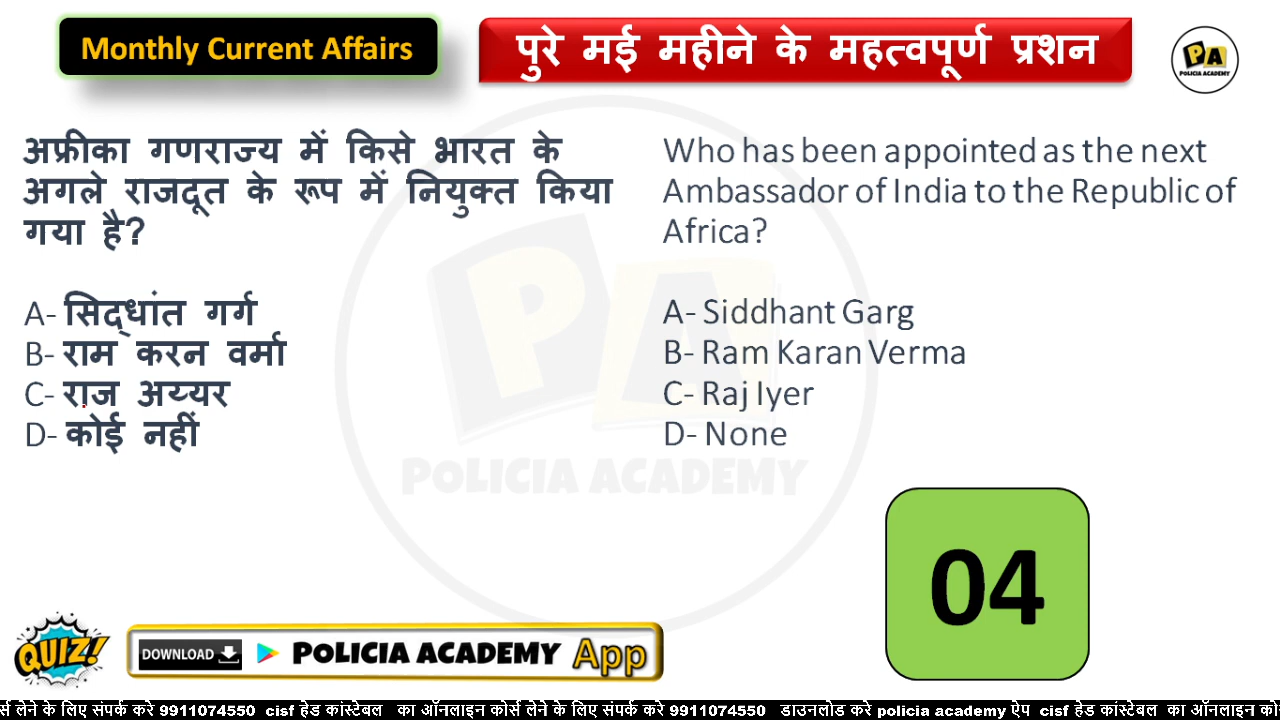 Monthly Current Affairs
पुरे मई महीने के महत्वपूर्ण प्रशन
PA
POLICIA ACADEMY
अफ्रीका गणराज्य में किसे भारत के
अगले राजदूत के रूप में नियुक्त किया
गया है?
A- सिद्धांत गर्ग
B- राम करन वर्मा
C- राज अय्यर
D- कोई नहीं
Who has been appointed as the next
Ambassador of India to the Republic of
Africa?
A- Siddhant Garg
B- Ram Karan Verma
C- Raj Iyer
D- None
PA
POLICIA ACADEMY
04
QUIZ!
DOWNLOAD POLICIA ACADEMY App
र्स लेने के लिए संपर्क करे 9911074550 cisf हेड कांस्टेबल का ऑनलाइन कोर्स लेने के लिए संपर्क करे 9911074550 डाउनलोड करे policia academy ऐप cisf हेड कांस्टेबल का ऑनलाइन को